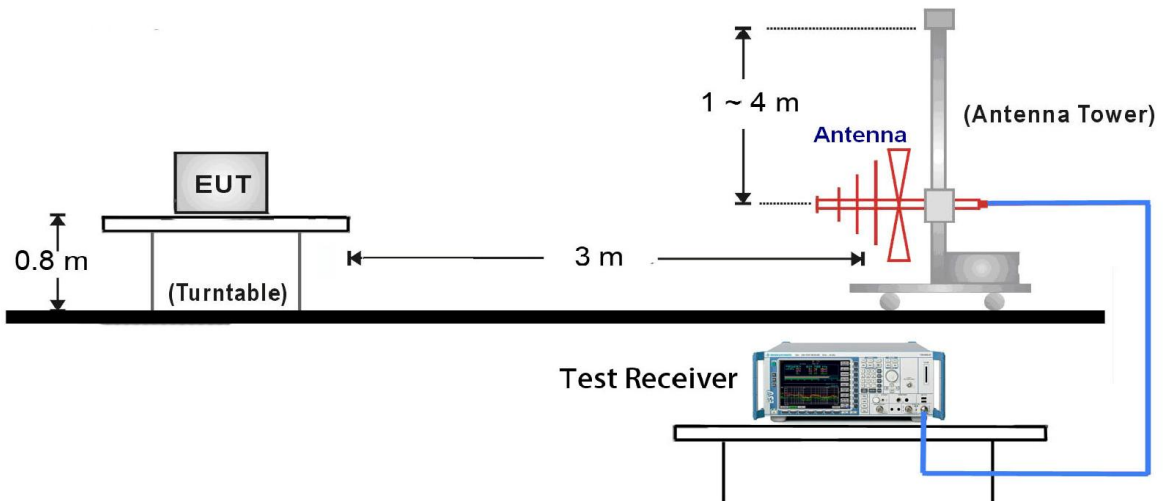 1 ~ 4 m
(Antenna Tower)
Antenna
EUT
0.8 m
3 m
(Turntable)
Test Receiver